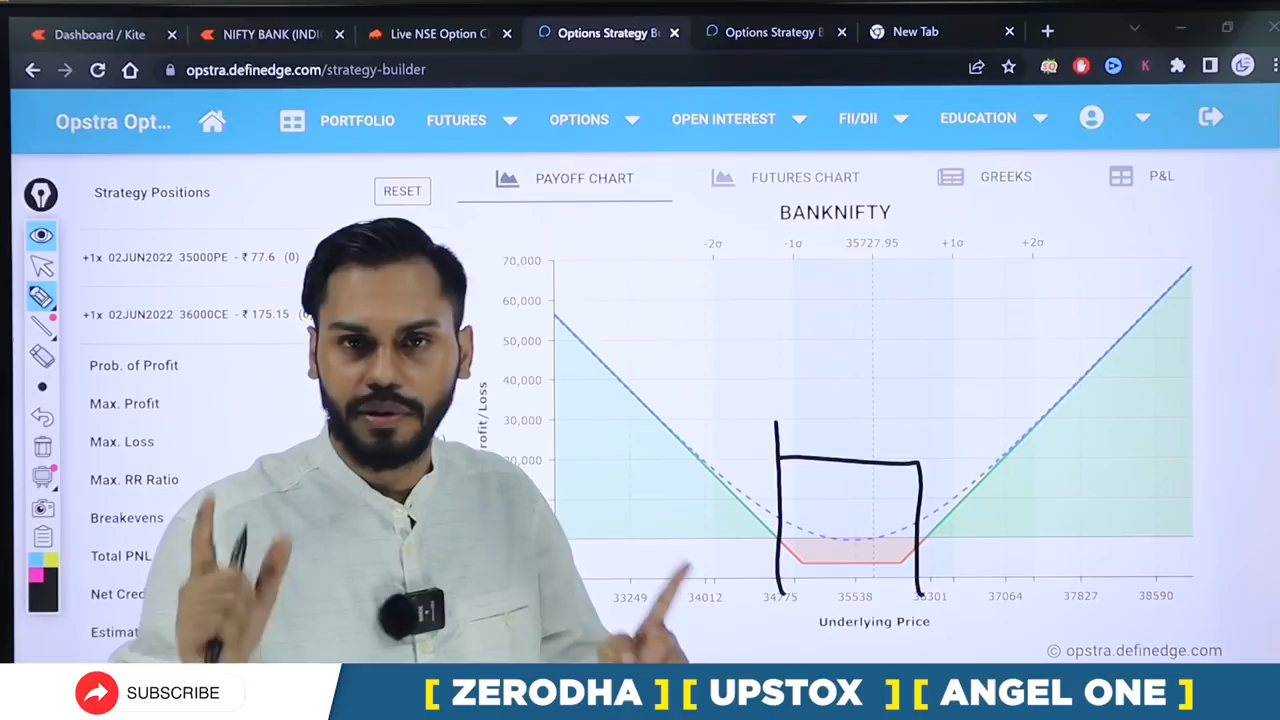 Dashboard / Kite
NIFTY BANK (INDI
Live NSE Option C
Options Strategy Bu
Options Strategy B
New Tab
opstra.definedge.com/strategy-builder
Opstra Opt...
PORTFOLIO
FUTURES
OPTIONS
OPEN INTEREST
FII/DII
EDUCATION
Strategy Positions
RESET
PAYOFF CHART
FUTURES CHART
GREEKS
P&L
BANKNIFTY
-2σ
-1σ
35727.95
+1σ
+2σ
+1x 02JUN2022 35000PE - ₹ 77.6 (0)
+1x 02JUN2022 36000CE - ₹ 175.15
Prob. of Profit
Max. Profit
Max. Loss
Max. RR Ratio
Breakevens
Total PNL
Net Cred
Estimat
70,000
60,000
50,000
40,000
30,000
20,000
rofit/Loss
33249
34012
34775
35538
36301
37064
37827
38590
Underlying Price
© opstra.definedge.com
SUBSCRIBE
[ ZERODHA ] [ UPSTOX ] [ ANGEL ONE ]